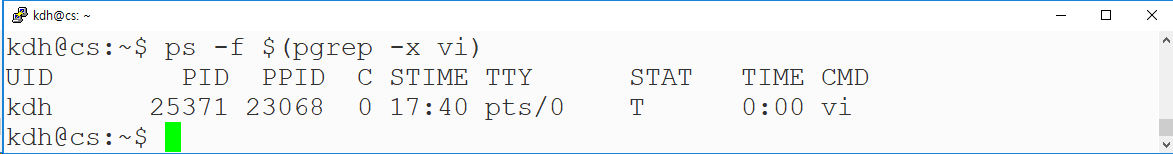 kdh@cs: ~
kdh@cs:~$ ps -f $(pgrep -x vi)
UID        PID  PPID  C STIME TTY      STAT   TIME CMD
kdh      25371 23068  0 17:40 pts/0    T      0:00 vi
kdh@cs:~$